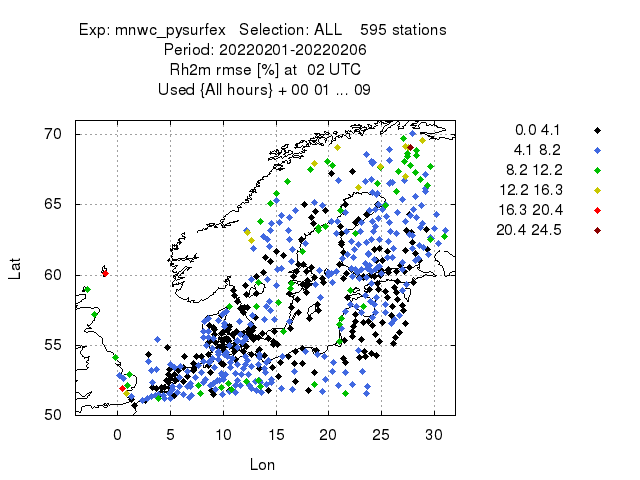 Exp: mnwc_pysurfex   Selection: ALL    595 stations
Period: 20220201-20220206
Rh2m rmse [%] at  02 UTC
Used {All hours} + 00 01 ... 09
70
65
60
55
50
Lat
0 5 10 15 20 25 30
Lon
0.0 4.1
4.1 8.2
8.2 12.2
12.2 16.3
16.3 20.4
20.4 24.5